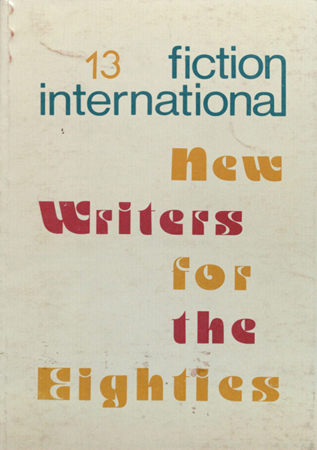 13 fiction
international
New
Writers
for
the
Eighties